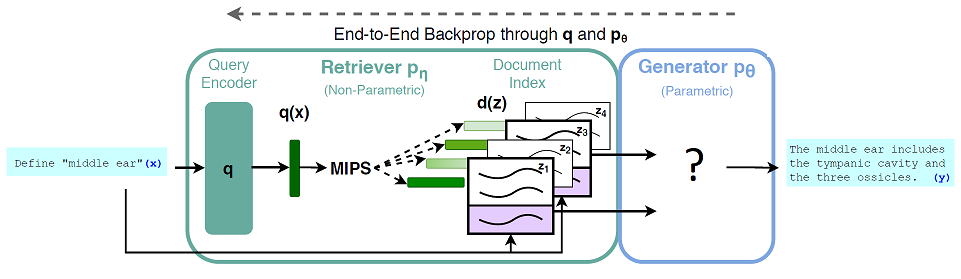 End-to-End Backprop through q and pθ
Query
Encoder
Retriever pη
(Non-Parametric)
Document
Index
Generator pθ
(Parametric)
q(x)
d(z)
z4
z3
z2
z1
Define "middle ear"(x)
q
MIPS
?
The middle ear includes
the tympanic cavity and
the three ossicles. (y)